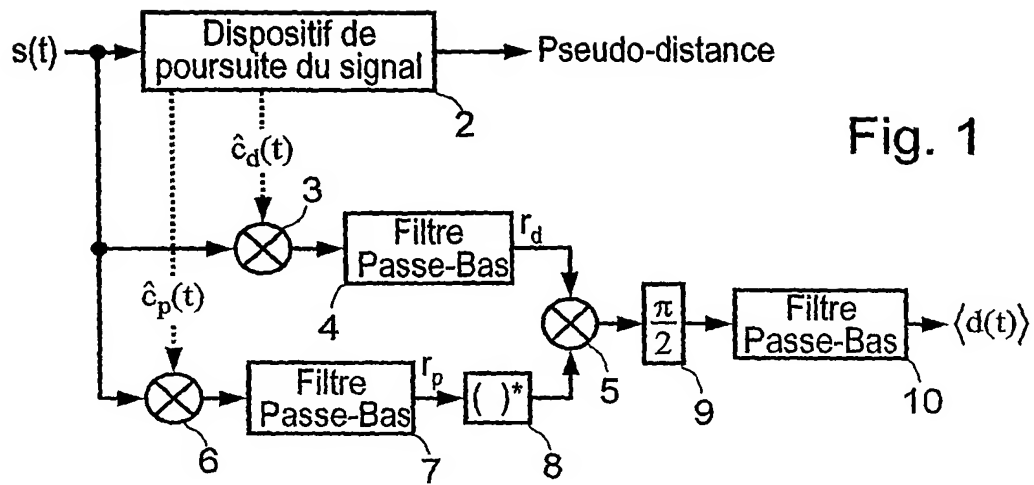 s(t)
Dispositif de
poursuite du signal
Pseudo-distance
2
Fig. 1
ĉd(t)
3
Filtre
Passe-Bas
rd
4
ĉp(t)
5
π
2
9
Filtre
Passe-Bas
⟨d(t)⟩
10
6
Filtre
Passe-Bas
rp
7
( )*
8